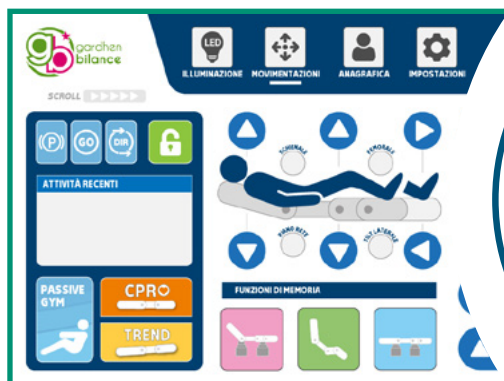 gardhen
bilance
LED
ILLUMINAZIONE
MOVIMENTAZIONI
ANAGRAFICA
IMPOSTAZIONI
SCROLL
(P)
GO
DIR
SCHIENALE
FEMORALE
ATTIVITÀ RECENTI
PIANO RETE
TILT LATERALE
PASSIVE
GYM
CPR
TREND
FUNZIONI DI MEMORIA